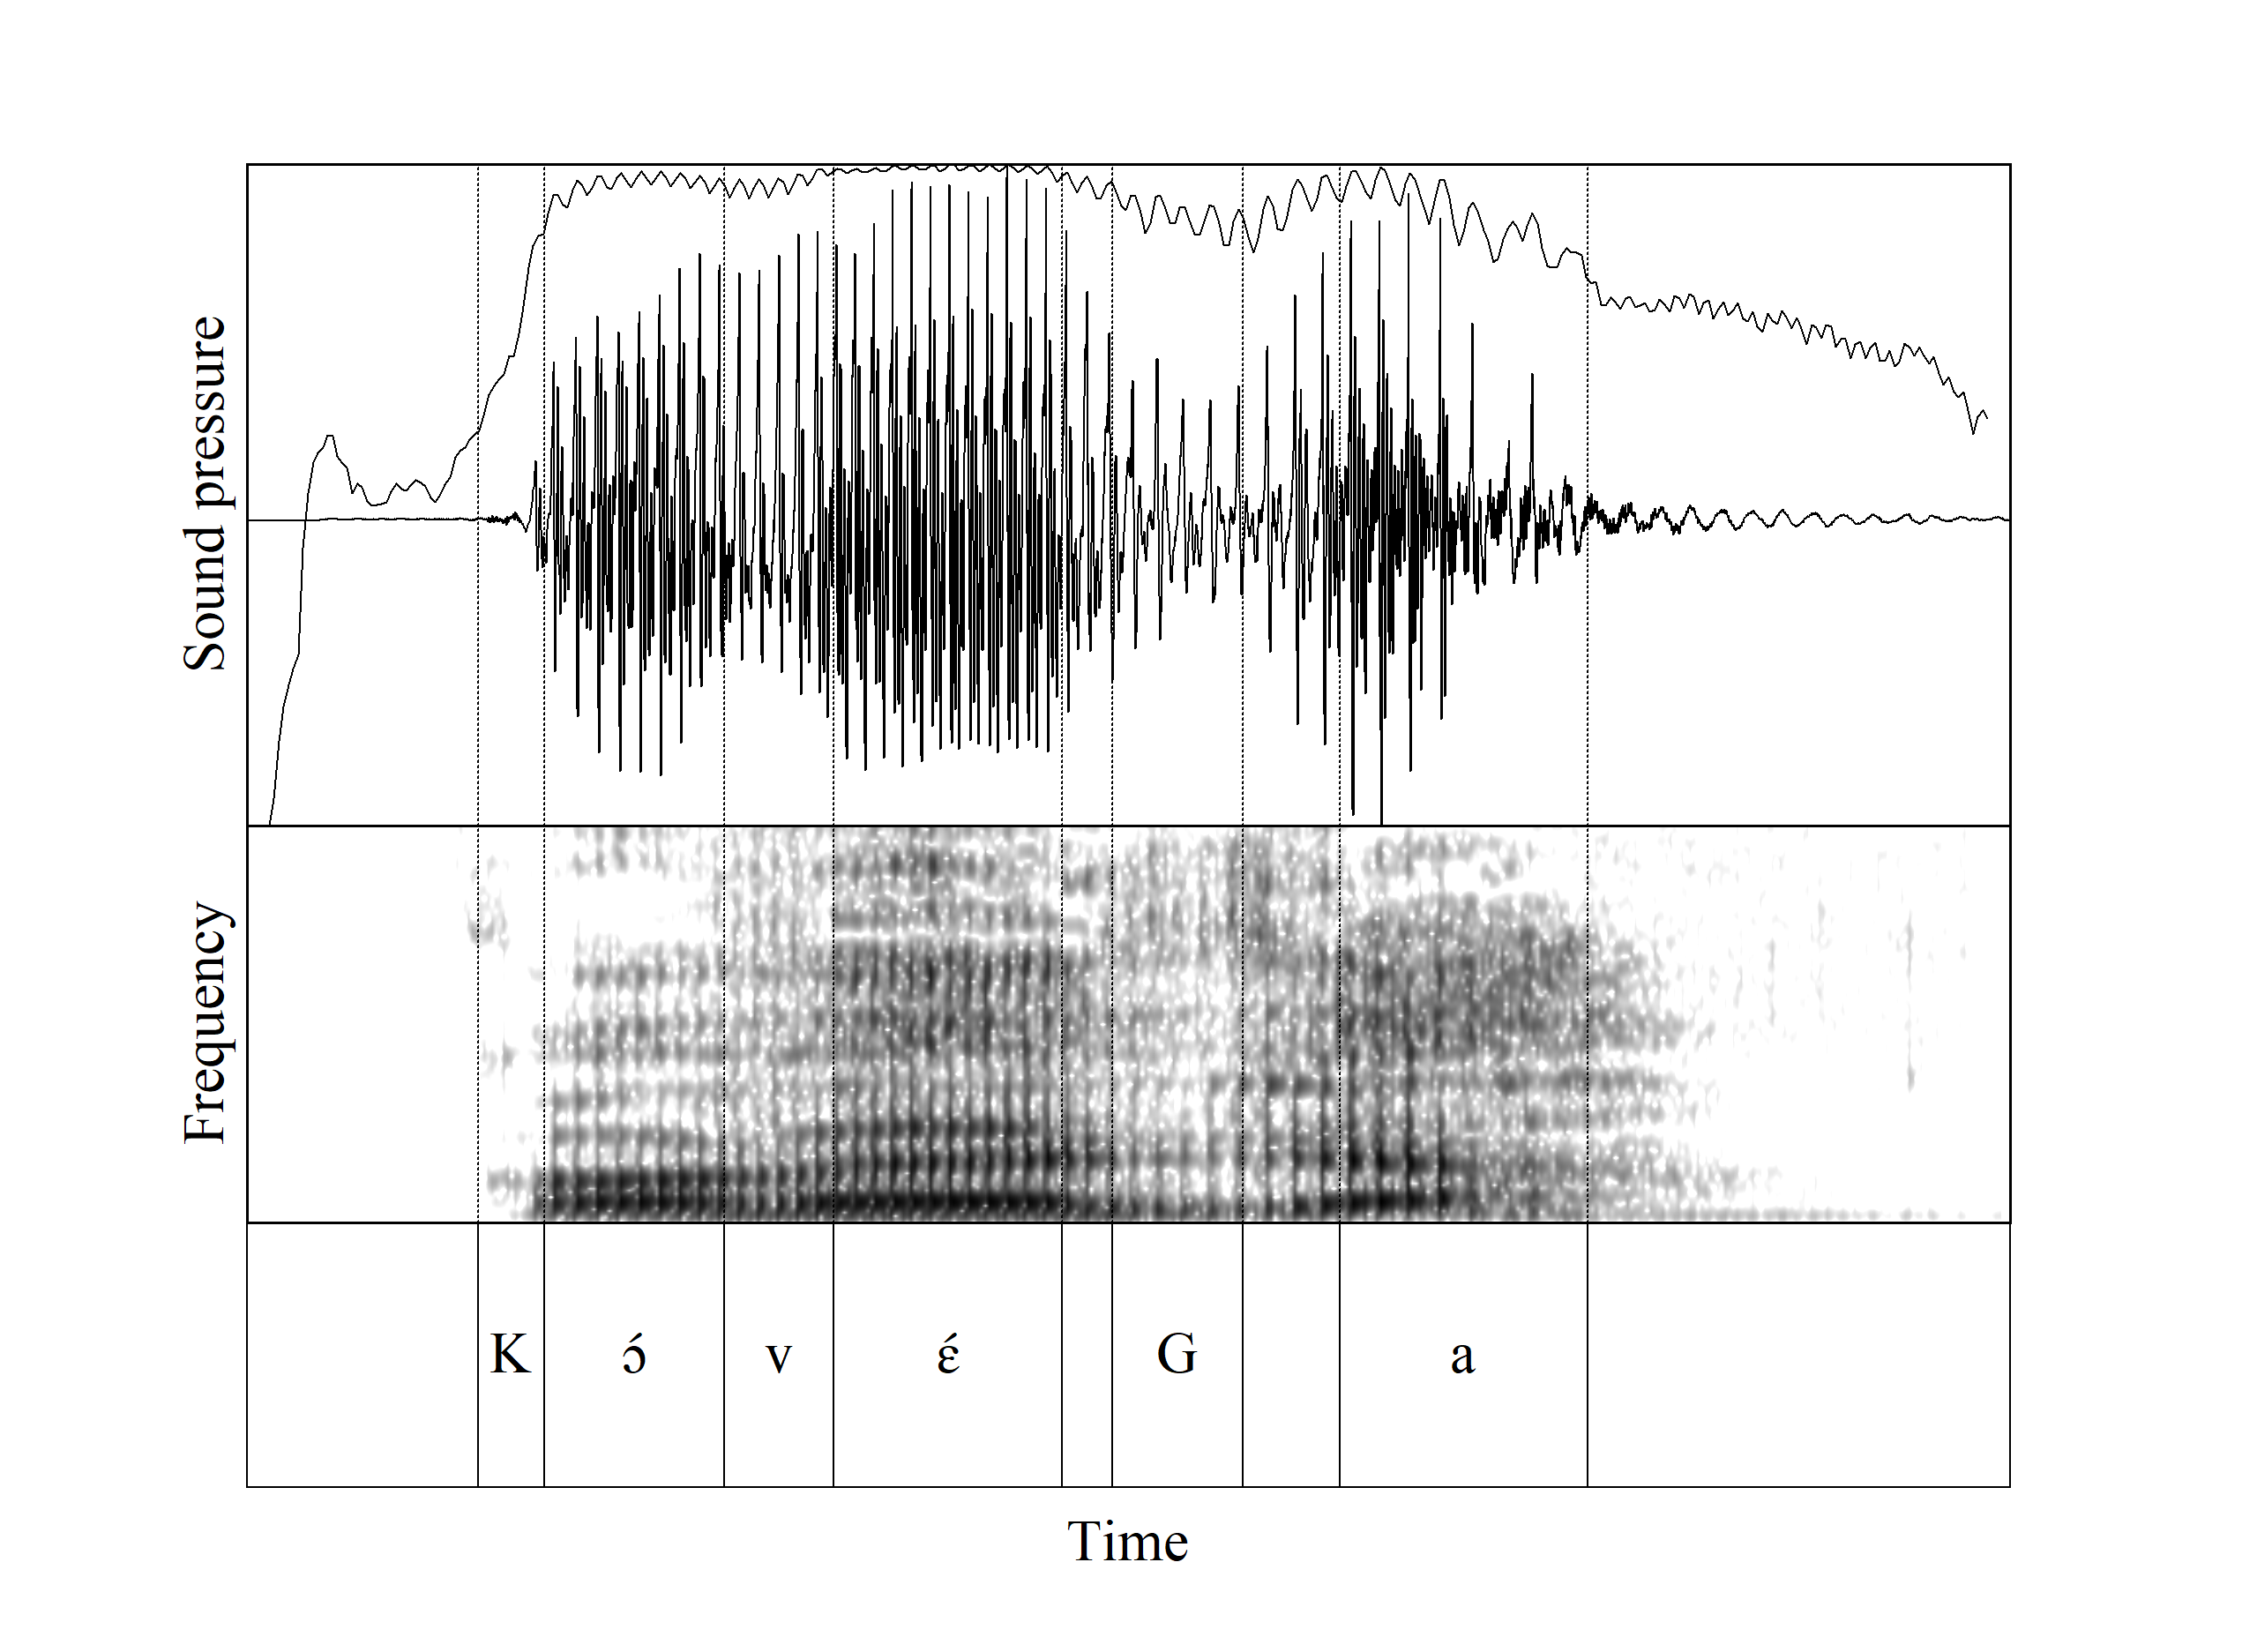 Sound pressure
Frequency
K ɔ́ v ɛ́ G a
Time